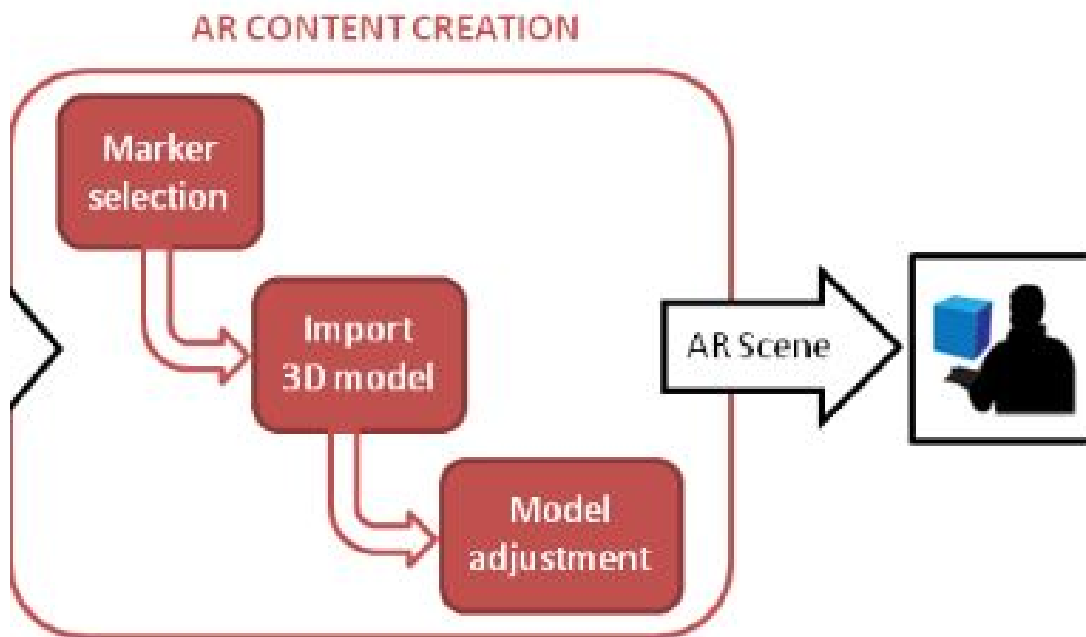 AR CONTENT CREATION
Marker
selection
Import
3D model
AR Scene
Model
adjustment